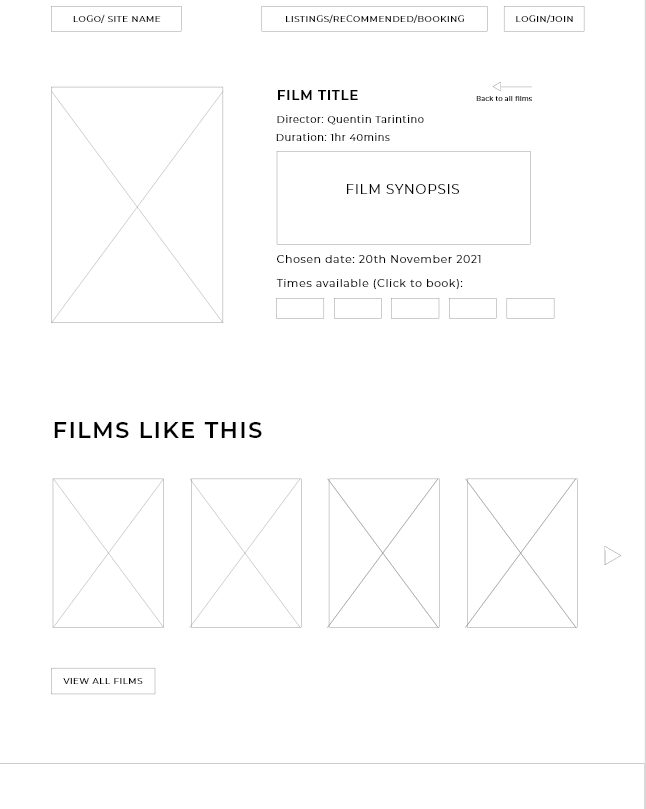 LOGO/ SITE NAME
LISTINGS/RECOMMENDED/BOOKING
LOGIN/JOIN
FILM TITLE
Back to all films
Director: Quentin Tarintino
Duration: 1hr 40mins
FILM SYNOPSIS
Chosen date: 20th November 2021
Times available (Click to book):
FILMS LIKE THIS
VIEW ALL FILMS